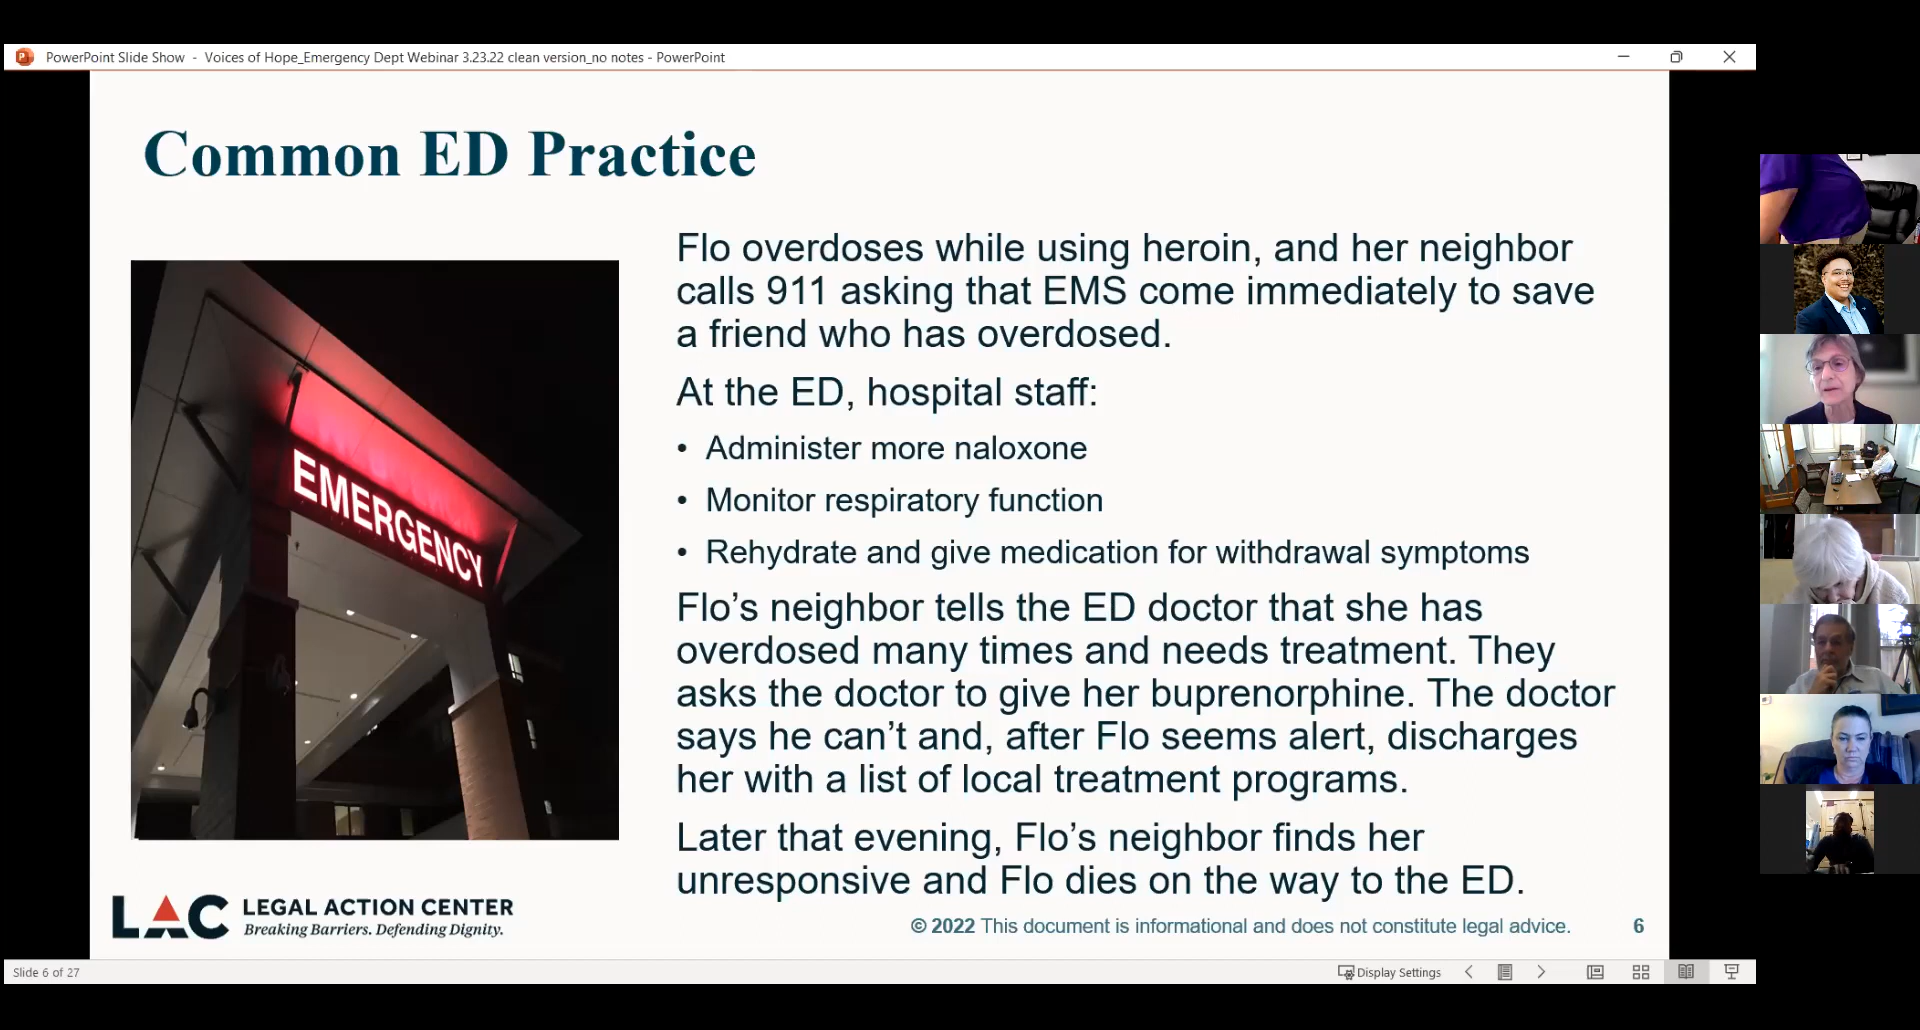 PowerPoint Slide Show - Voices of Hope_Emergency Dept Webinar 3.23.22 clean version_no notes - PowerPoint
Common ED Practice
EMERGENCY
Flo overdoses while using heroin, and her neighbor
calls 911 asking that EMS come immediately to save
a friend who has overdosed.
At the ED, hospital staff:
• Administer more naloxone
• Monitor respiratory function
• Rehydrate and give medication for withdrawal symptoms
Flo’s neighbor tells the ED doctor that she has
overdosed many times and needs treatment. They
asks the doctor to give her buprenorphine. The doctor
says he can’t and, after Flo seems alert, discharges
her with a list of local treatment programs.
Later that evening, Flo’s neighbor finds her
unresponsive and Flo dies on the way to the ED.
LAC LEGAL ACTION CENTER
Breaking Barriers. Defending Dignity.
© 2022 This document is informational and does not constitute legal advice.
6
Slide 6 of 27
Display Settings